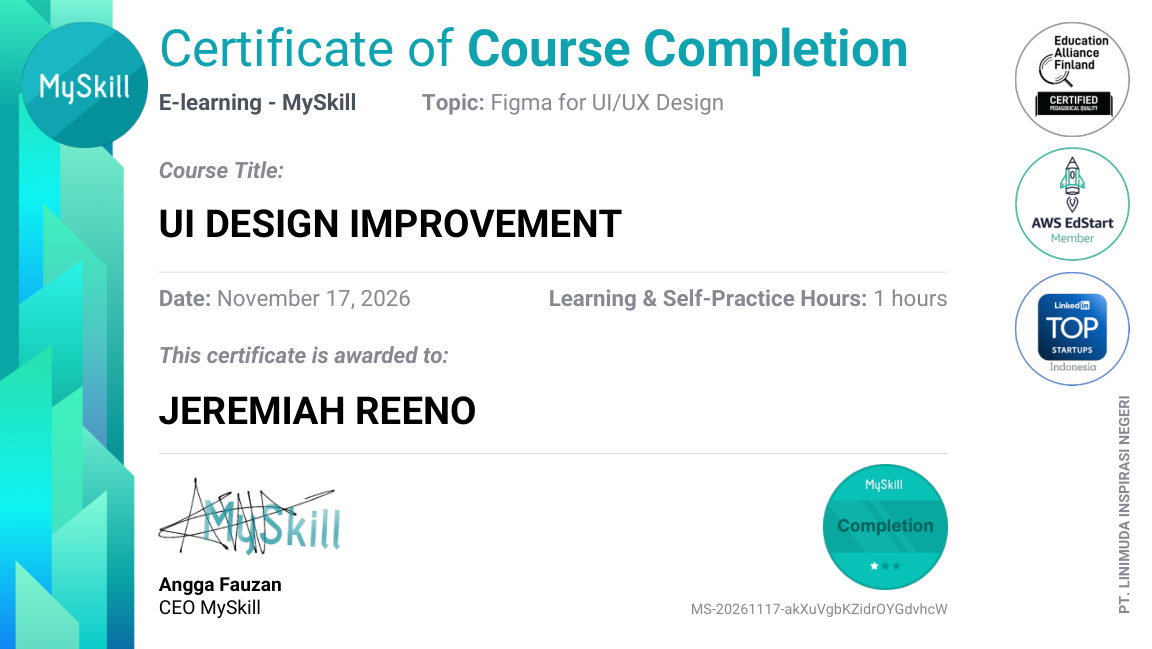 MySkill
Certificate of Course Completion
E-learning - MySkill
Topic: Figma for UI/UX Design
Course Title:
UI DESIGN IMPROVEMENT
Date: November 17, 2026
Learning & Self-Practice Hours: 1 hours
This certificate is awarded to:
JEREMIAH REENO
MySkill
Angga Fauzan
CEO MySkill
MySkill
Completion
MS-20261117-akXuVgbKZidrOYGdvhcW
Education
Alliance
Finland
CERTIFIED
PEDAGOGICAL QUALITY
AWS EdStart
Member
Linked in
TOP
STARTUPS
Indonesia
PT. LINIMUDA INSPIRASI NEGERI